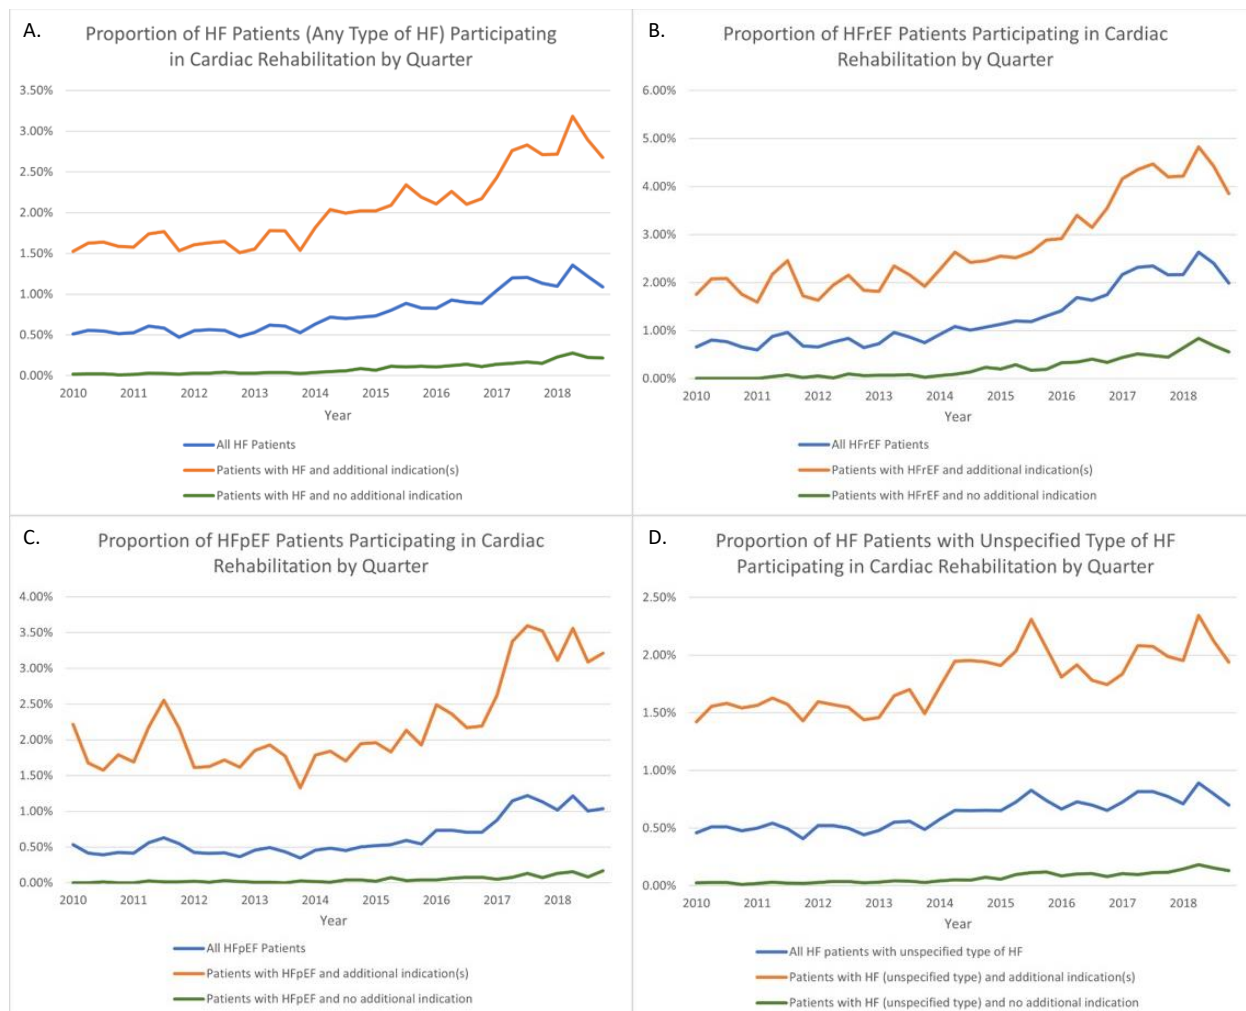 A.
Proportion of HF Patients (Any Type of HF) Participating
in Cardiac Rehabilitation by Quarter
3.50%
3.00%
2.50%
2.00%
1.50%
1.00%
0.50%
0.00%
2010 2011 2012 2013 2014 2015 2016 2017 2018
Year
All HF Patients
Patients with HF and additional indication(s)
Patients with HF and no additional indication
B.
Proportion of HFrEF Patients Participating in Cardiac
Rehabilitation by Quarter
6.00%
5.00%
4.00%
3.00%
2.00%
1.00%
0.00%
2010 2011 2012 2013 2014 2015 2016 2017 2018
Year
All HFrEF Patients
Patients with HFrEF and additional indication(s)
Patients with HFrEF and no additional indication
C.
Proportion of HFpEF Patients Participating in Cardiac
Rehabilitation by Quarter
4.00%
3.50%
3.00%
2.50%
2.00%
1.50%
1.00%
0.50%
0.00%
2010 2011 2012 2013 2014 2015 2016 2017 2018
Year
All HFpEF Patients
Patients with HFpEF and additional indication(s)
Patients with HFpEF and no additional indication
D.
Proportion of HF Patients with Unspecified Type of HF
Participating in Cardiac Rehabilitation by Quarter
2.50%
2.00%
1.50%
1.00%
0.50%
0.00%
2010 2011 2012 2013 2014 2015 2016 2017 2018
Year
All HF patients with unspecified type of HF
Patients with HF (unspecified type) and additional indication(s)
Patients with HF (unspecified type) and no additional indication